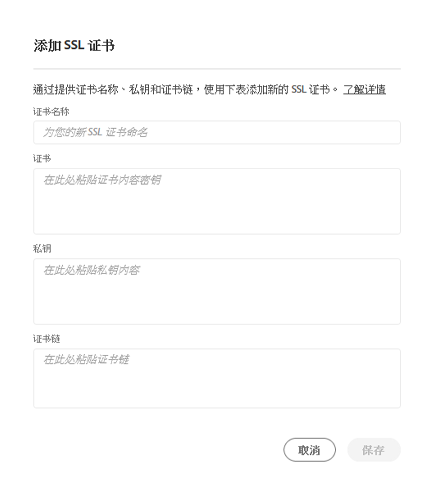 添加 SSL 证书
通过提供证书名称、私钥和证书链，使用下表添加新的 SSL 证书。 了解详情
证书名称
为您的新 SSL 证书命名
证书
在此处粘贴证书内容密钥
私钥
在此处粘贴私钥内容
证书链
在此处粘贴证书链
取消 保存